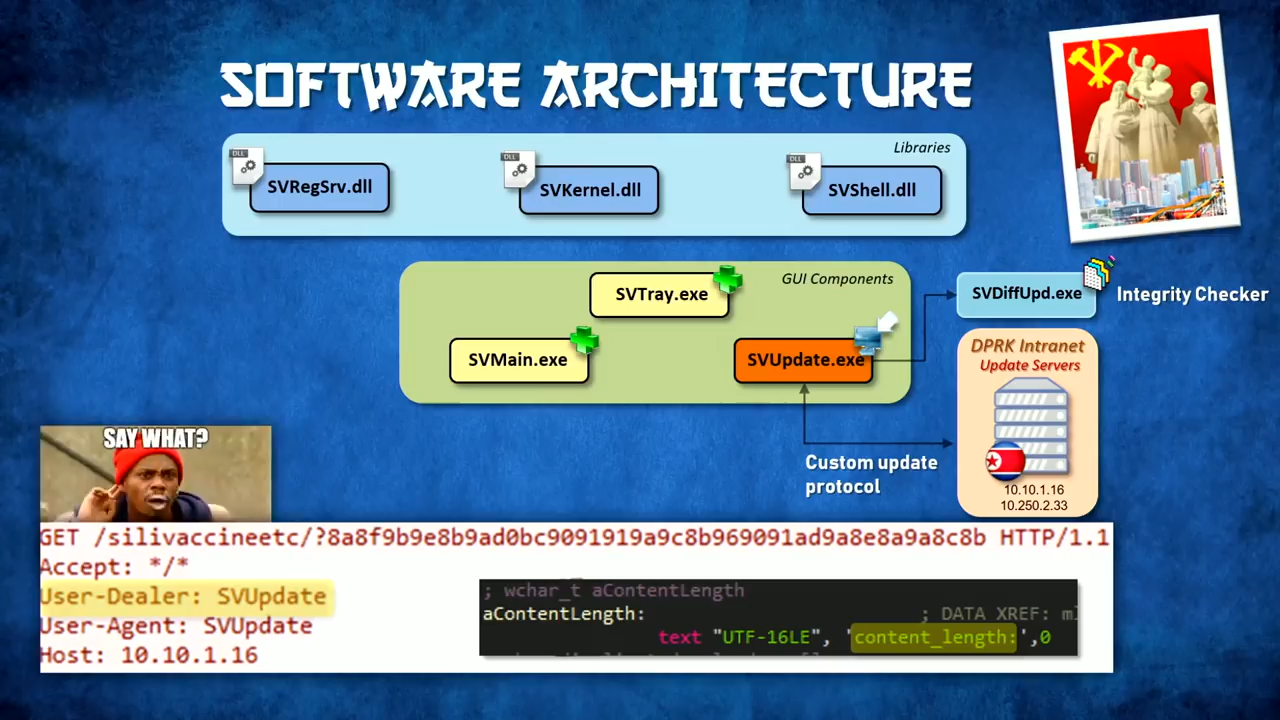 SOFTWARE ARCHITECTURE
Libraries
DLL
SVRegSrv.dll
DLL
SVKernel.dll
DLL
SVShell.dll
GUI Components
SVTray.exe
SVMain.exe
SVUpdate.exe
SVDiffUpd.exe
Integrity Checker
DPRK Intranet
Update Servers
10.10.1.16
10.250.2.33
Custom update
protocol
SAY WHAT?
GET /silivaccineetc/?8a8f9b9e8b9ad0bc9091919a9c8b969091ad9a8e8a9a8c8b HTTP/1.1
Accept: */*
User-Dealer: SVUpdate
User-Agent: SVUpdate
Host: 10.10.1.16
; wchar_t aContentLength
aContentLength: ; DATA XREF:
text "UTF-16LE", 'content_length:',0